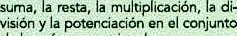 suma, la resta, la multiplicación, la di-
visión y la potenciación en el conjunto